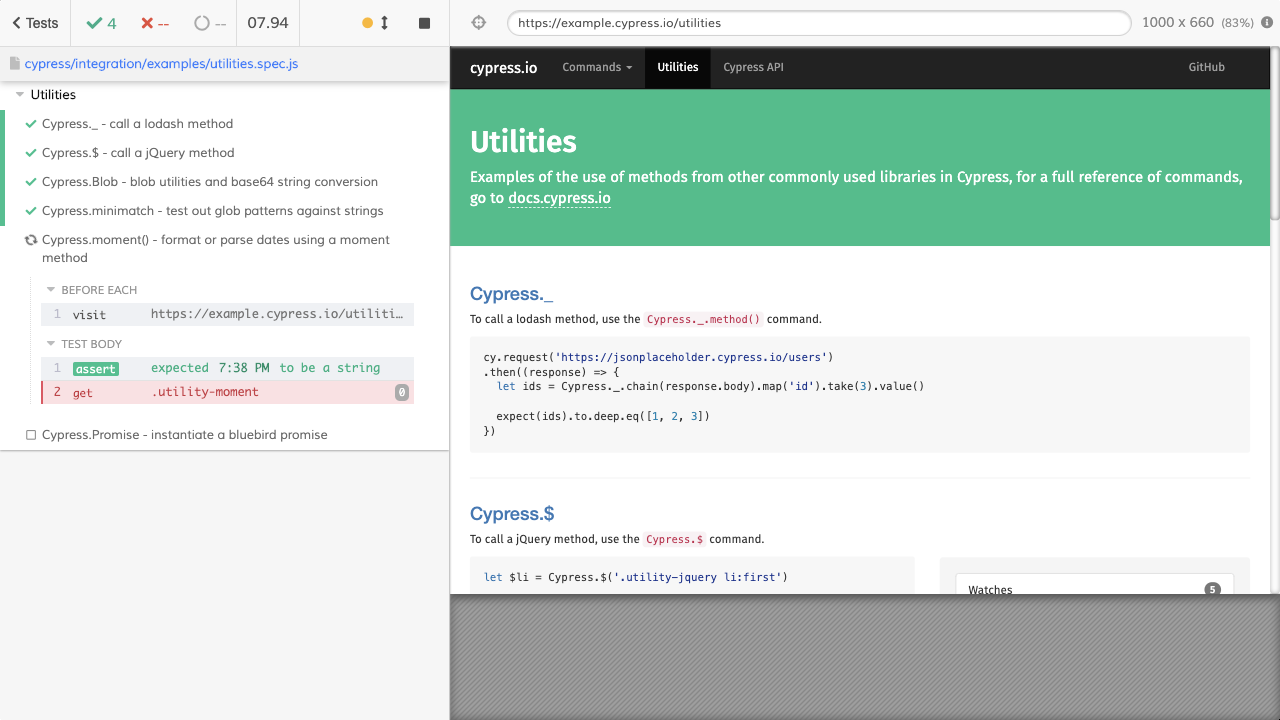 Tests
4
--
--
07.94
https://example.cypress.io/utilities
1000 x 660 (83%)
cypress/integration/examples/utilities.spec.js
Utilities
Cypress._ - call a lodash method
Cypress.$ - call a jQuery method
Cypress.Blob - blob utilities and base64 string conversion
Cypress.minimatch - test out glob patterns against strings
Cypress.moment() - format or parse dates using a moment
method
BEFORE EACH
1 visit https://example.cypress.io/utiliti…
TEST BODY
1 assert expected 7:38 PM to be a string
2 get .utility-moment 0
Cypress.Promise - instantiate a bluebird promise
cypress.io Commands Utilities Cypress API GitHub
Utilities
Examples of the use of methods from other commonly used libraries in Cypress, for a full reference of commands,
go to docs.cypress.io
Cypress._
To call a lodash method, use the Cypress._.method() command.
cy.request('https://jsonplaceholder.cypress.io/users')
.then((response) => {
let ids = Cypress._.chain(response.body).map('id').take(3).value()
expect(ids).to.deep.eq([1, 2, 3])
})
Cypress.$
To call a jQuery method, use the Cypress.$ command.
let $li = Cypress.$('.utility-jquery li:first')
Watches 5